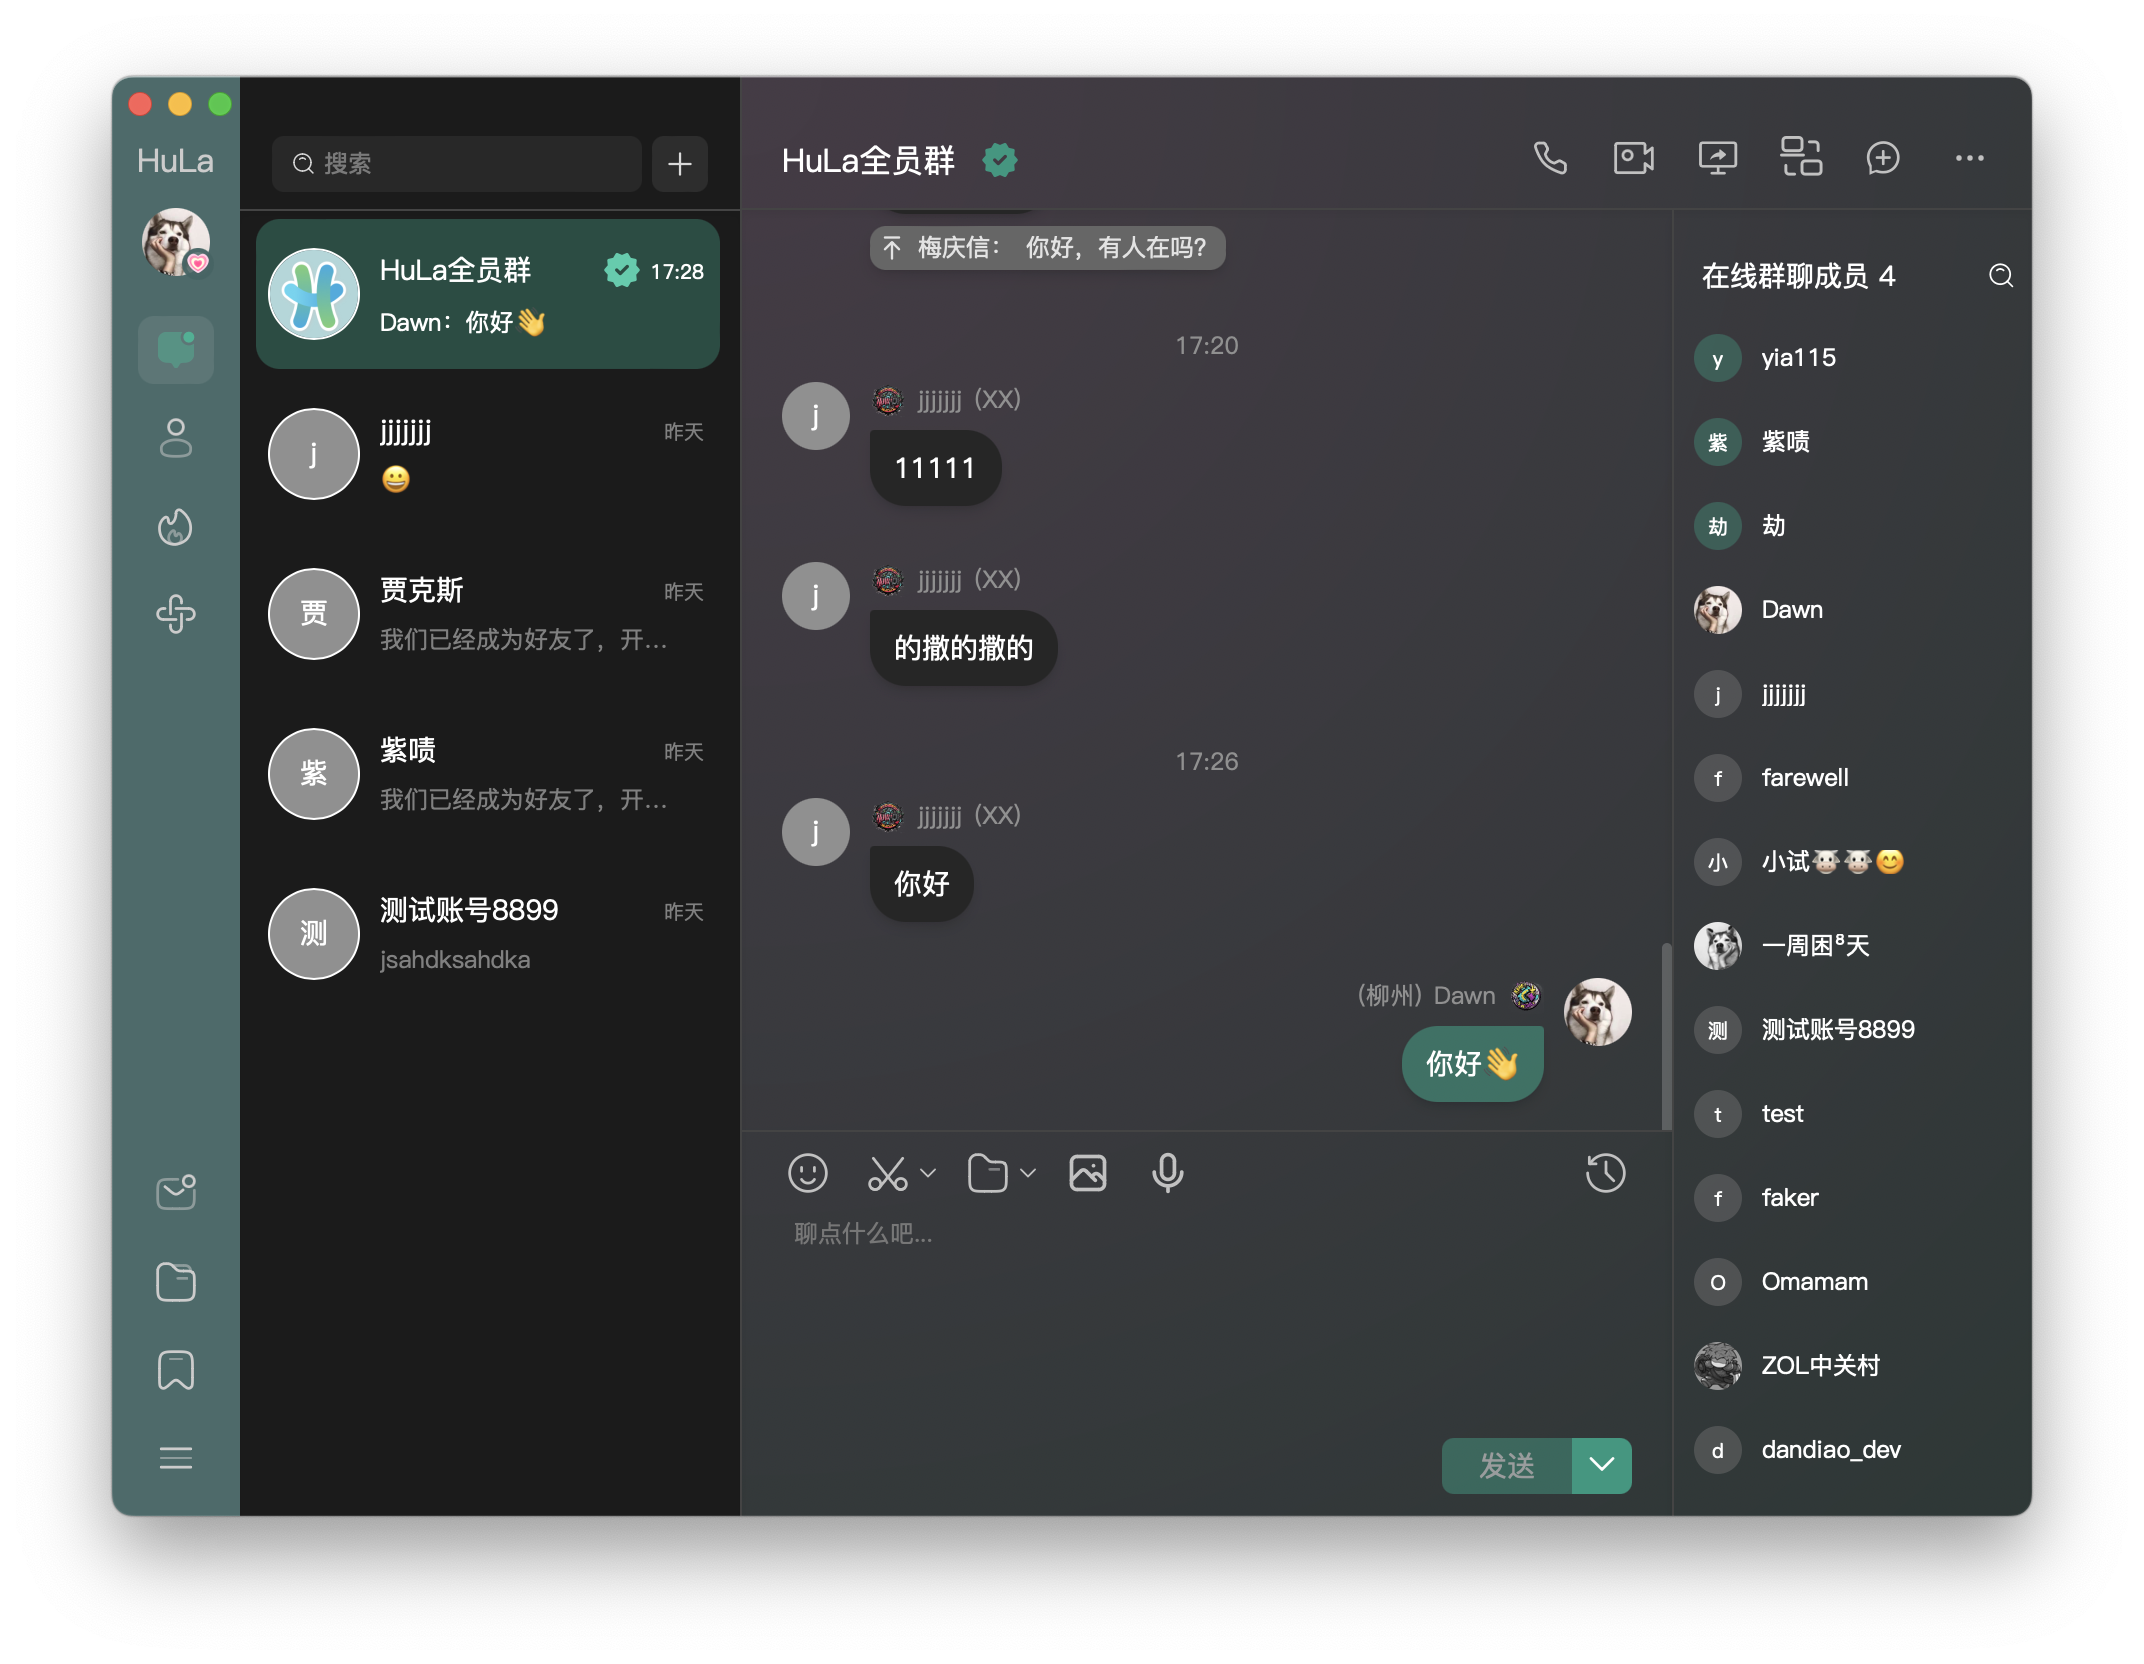 HuLa
搜索
HuLa全员群
17:28
Dawn：你好👋
j
jjjjjjj
昨天
😀
贾
贾克斯
昨天
我们已经成为好友了，开...
紫
紫啧
昨天
我们已经成为好友了，开...
测
测试账号8899
昨天
jsahdksahdka
HuLa全员群
梅庆信： 你好，有人在吗?
17:20
j
jjjjjjj (XX)
11111
j
jjjjjjj (XX)
的撒的撒的
17:26
j
jjjjjjj (XX)
你好
(柳州) Dawn
你好👋
聊点什么吧...
发送
在线群聊成员 4
y
yia115
紫
紫啧
劫
劫
Dawn
j
jjjjjjj
f
farewell
小
小试🐮🐮😊
一周困⁸天
测
测试账号8899
t
test
f
faker
O
Omamam
ZOL中关村
d
dandiao_dev